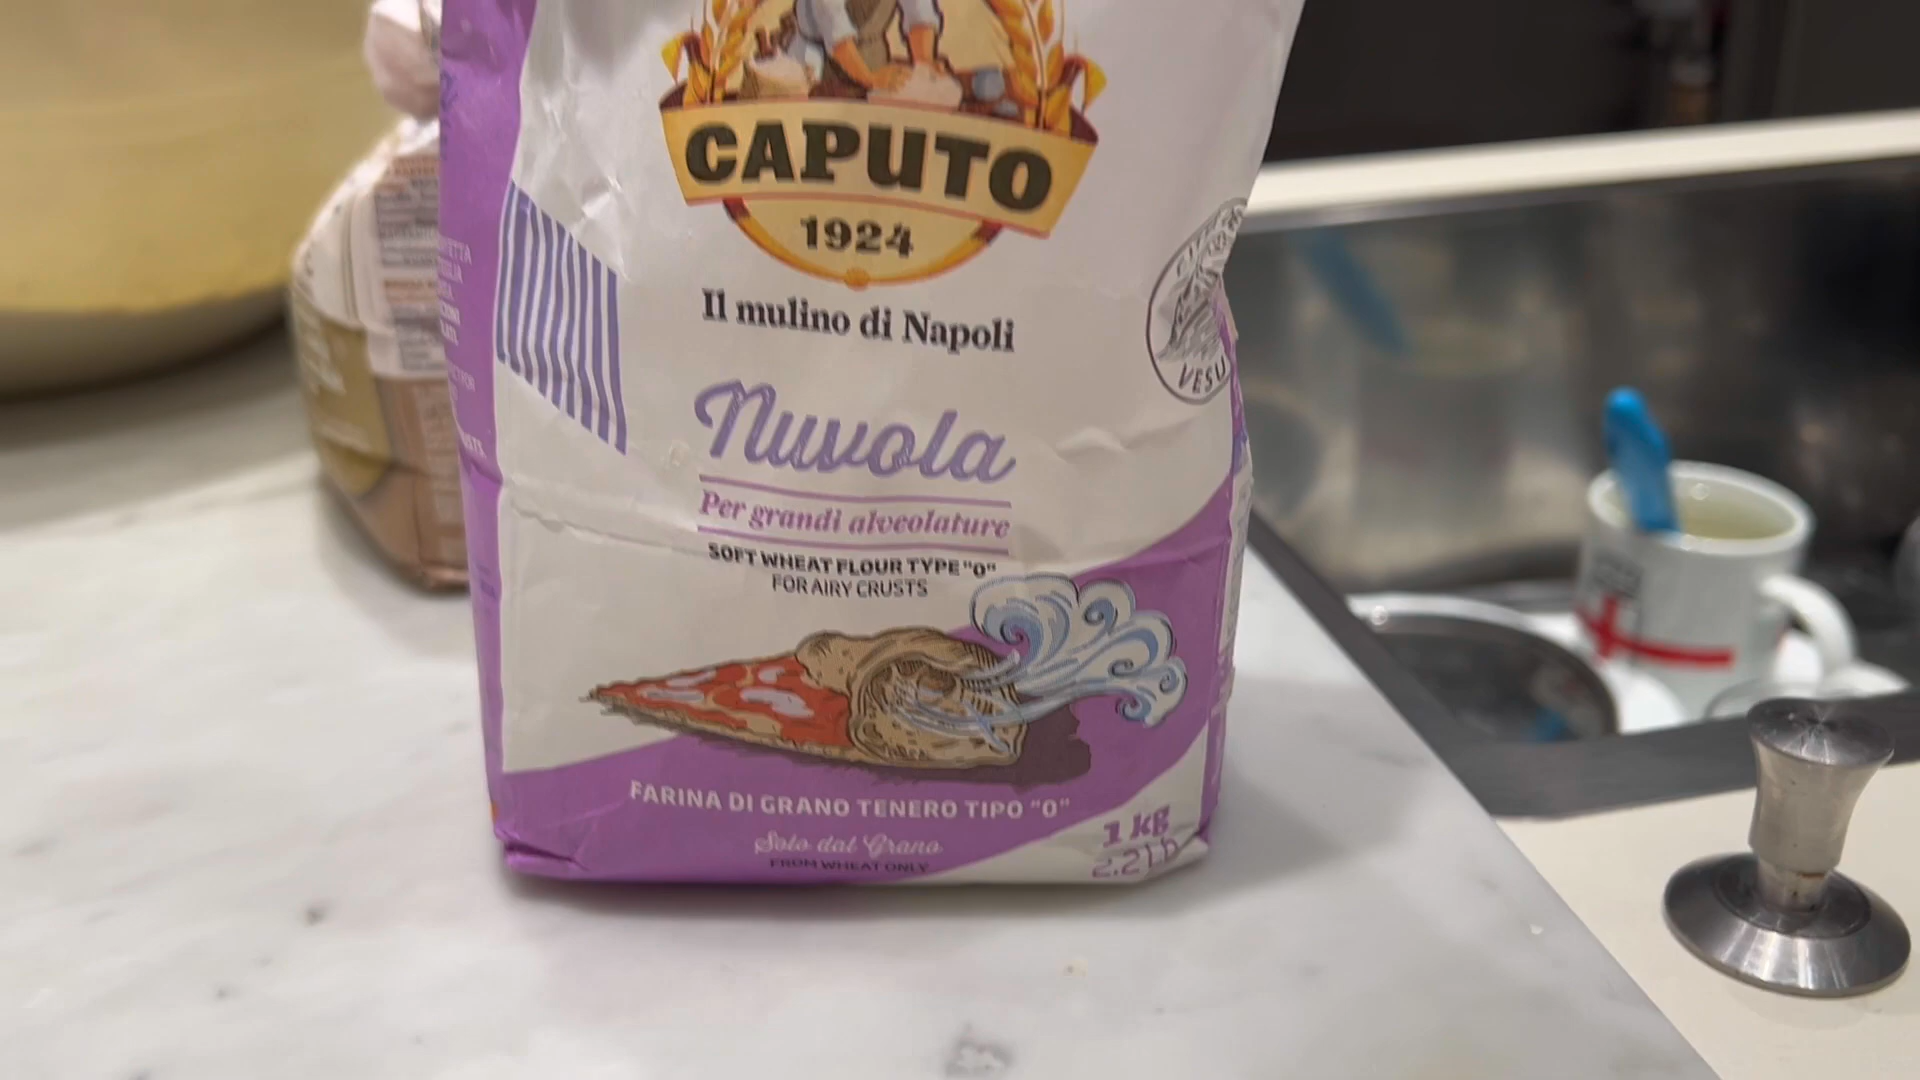 CAPUTO
1924
Il mulino di Napoli
Nuvola
Per grandi alveolature
SOFT WHEAT FLOUR TYPE "0"
FOR AIRY CRUSTS
FARINA DI GRANO TENERO TIPO "0"
Solo dal Grano
FROM WHEAT ONLY
1 kg
2.2 lb